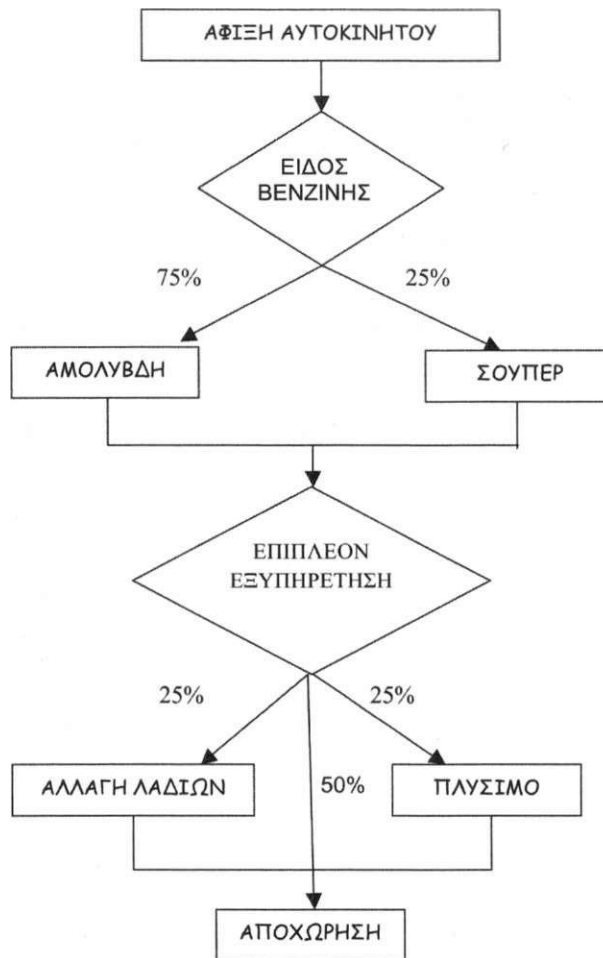 ΑΦΙΞΗ ΑΥΤΟΚΙΝΗΤΟΥ
ΕΙΔΟΣ
ΒΕΝΖΙΝΗΣ
75%
25%
ΑΜΟΛΥΒΔΗ
ΣΟΥΠΕΡ
ΕΠΙΠΛΕΟΝ
ΕΞΥΠΗΡΕΤΗΣΗ
25%
25%
ΑΛΛΑΓΗ ΛΑΔΙΩΝ
50%
ΠΛΥΣΙΜΟ
ΑΠΟΧΩΡΗΣΗ